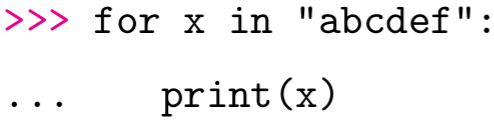 >>> for x in "abcdef":
...    print(x)